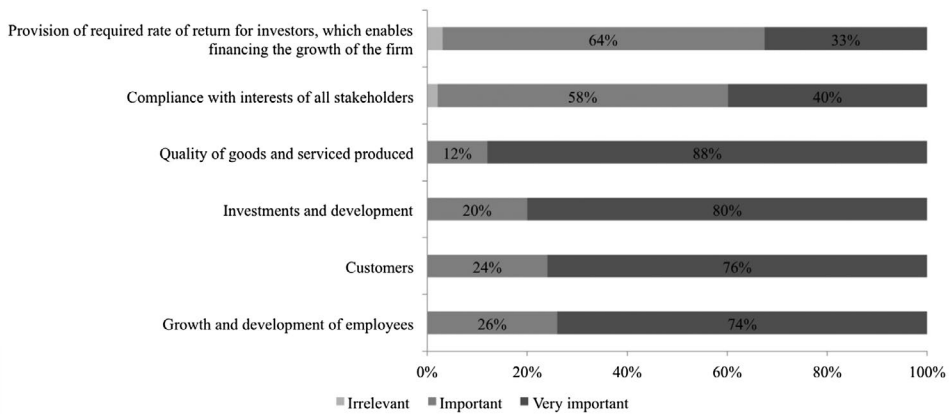 Provision of required rate of return for investors, which enables
financing the growth of the firm
64%
33%
Compliance with interests of all stakeholders
58%
40%
Quality of goods and serviced produced
12%
88%
Investments and development
20%
80%
Customers
24%
76%
Growth and development of employees
26%
74%
0% 20% 40% 60% 80% 100%
Irrelevant Important Very important